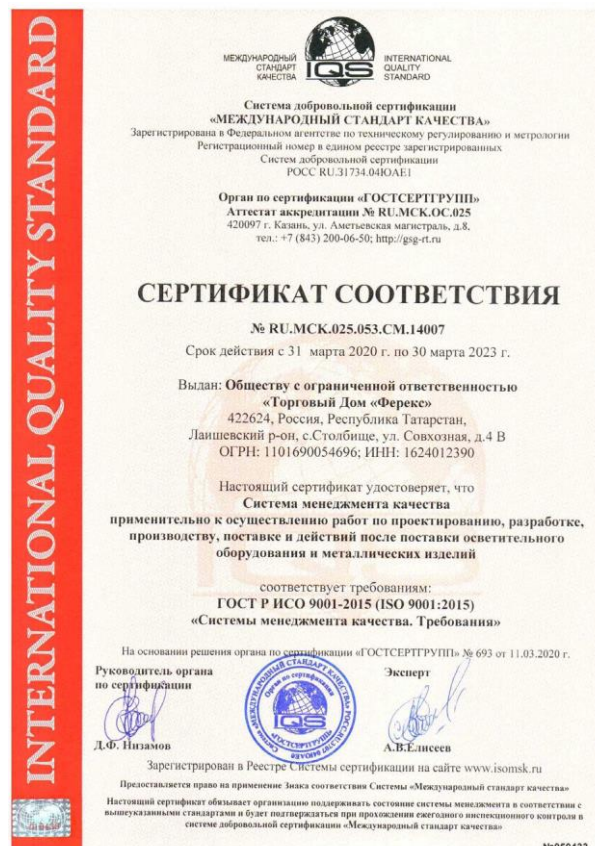 INTERNATIONAL QUALITY STANDARD
МЕЖДУНАРОДНЫЙ
СТАНДАРТ
КАЧЕСТВА
IQS
INTERNATIONAL
QUALITY
STANDARD
Система добровольной сертификации
«МЕЖДУНАРОДНЫЙ СТАНДАРТ КАЧЕСТВА»
Зарегистрирована в Федеральном агентстве по техническому регулированию и метрологии
Регистрационный номер в едином реестре зарегистрированных
Систем добровольной сертификации
РОСС RU.31734.04ЮАЕ1
Орган по сертификации «ГОСТСЕРТГРУПП»
Аттестат аккредитации № RU.МСК.ОС.025
420097 г. Казань, ул. Аметьевская магистраль, д.8,
тел.: +7 (843) 200-06-50; http://gsg-rt.ru
СЕРТИФИКАТ СООТВЕТСТВИЯ
№ RU.МСК.025.053.СМ.14007
Срок действия с 31 марта 2020 г. по 30 марта 2023 г.
Выдан: Обществу с ограниченной ответственностью
«Торговый Дом «Ферекс»
422624, Россия, Республика Татарстан,
Лаишевский р-он, с.Столбище, ул. Совхозная, д.4 В
ОГРН: 1101690054696; ИНН: 1624012390
Настоящий сертификат удостоверяет, что
Система менеджмента качества
применительно к осуществлению работ по проектированию, разработке,
производству, поставке и действий после поставки осветительного
оборудования и металлических изделий
соответствует требованиям:
ГОСТ Р ИСО 9001-2015 (ISO 9001:2015)
«Системы менеджмента качества. Требования»
На основании решения органа по сертификации «ГОСТСЕРТГРУПП» № 693 от 11.03.2020 г.
Руководитель органа
по сертификации
Эксперт
IQS
Д.Ф. Низамов
А.В.Елисеев
Зарегистрирован в Реестре Системы сертификации на сайте www.isomsk.ru
Предоставляется право на применение Знака соответствия Системы «Международный стандарт качества»
Настоящий сертификат обязывает организацию поддерживать состояние системы менеджмента в соответствии с
вышеуказанными стандартами и будет подтверждаться при прохождении ежегодного инспекционного контроля в
системе добровольной сертификации «Международный стандарт качества»